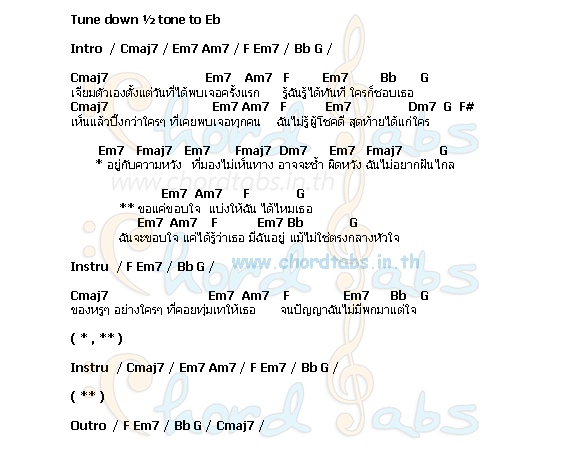 Tune down ½ tone to Eb
Intro / Cmaj7 / Em7 Am7 / F Em7 / Bb G /
Cmaj7 Em7 Am7 F Em7 Bb G
เจียมตัวเองตั้งแต่วันที่ได้พบเจอครั้งแรก รู้ฉันรู้ได้ทันที ใครก็ชอบเธอ
Cmaj7 Em7 Am7 F Em7 Dm7 G F#
เห็นแล้วปิ๊งกว่าใครๆ ที่เคยพบเจอทุกคน ฉันไม่รู้ผู้โชคดี สุดท้ายได้แก่ใคร
Em7 Fmaj7 Em7 Fmaj7 Dm7 Em7 Fmaj7 G
* อยู่กับความหวัง ที่มองไม่เห็นทาง อาจจะช้ำ ผิดหวัง ฉันไม่อยากฝันไกล
www.chordtabs.in.th
Em7 Am7 F G
** ขอแค่ขอบใจ แบ่งให้ฉัน ได้ไหมเธอ
Em7 Am7 F Em7 Bb G
ฉันจะขอบใจ แค่ได้รู้ว่าเธอ มีฉันอยู่ แม้ไม่ใช่ตรงกลางหัวใจ
Instru / F Em7 / Bb G / www.chordtabs.in.th
Cmaj7 Em7 Am7 F Em7 Bb G
ของหรูๆ อย่างใครๆ ที่คอยทุ่มเทให้เธอ จนปัญญาฉันไม่มีพกมาแต่ใจ
( * , ** )
Instru / Cmaj7 / Em7 Am7 / F Em7 / Bb G /
( ** )
Outro / F Em7 / Bb G / Cmaj7 /
Chord Tabs
Chord Tabs